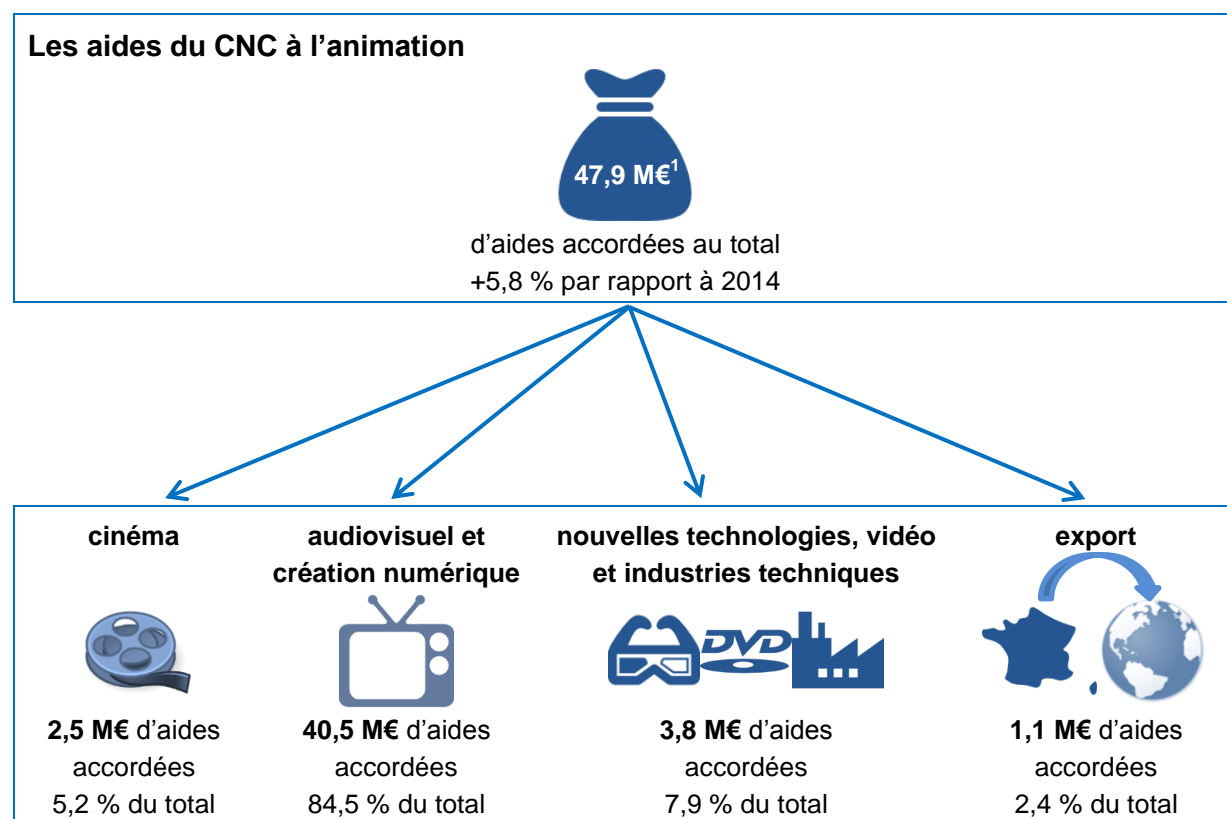 Les aides du CNC à l’animation
47,9 M€¹
d’aides accordées au total
+5,8 % par rapport à 2014
cinéma
audiovisuel et
création numérique
nouvelles technologies, vidéo
et industries techniques
export
DVD
2,5 M€ d’aides
accordées
5,2 % du total
40,5 M€ d’aides
accordées
84,5 % du total
3,8 M€ d’aides
accordées
7,9 % du total
1,1 M€ d’aides
accordées
2,4 % du total